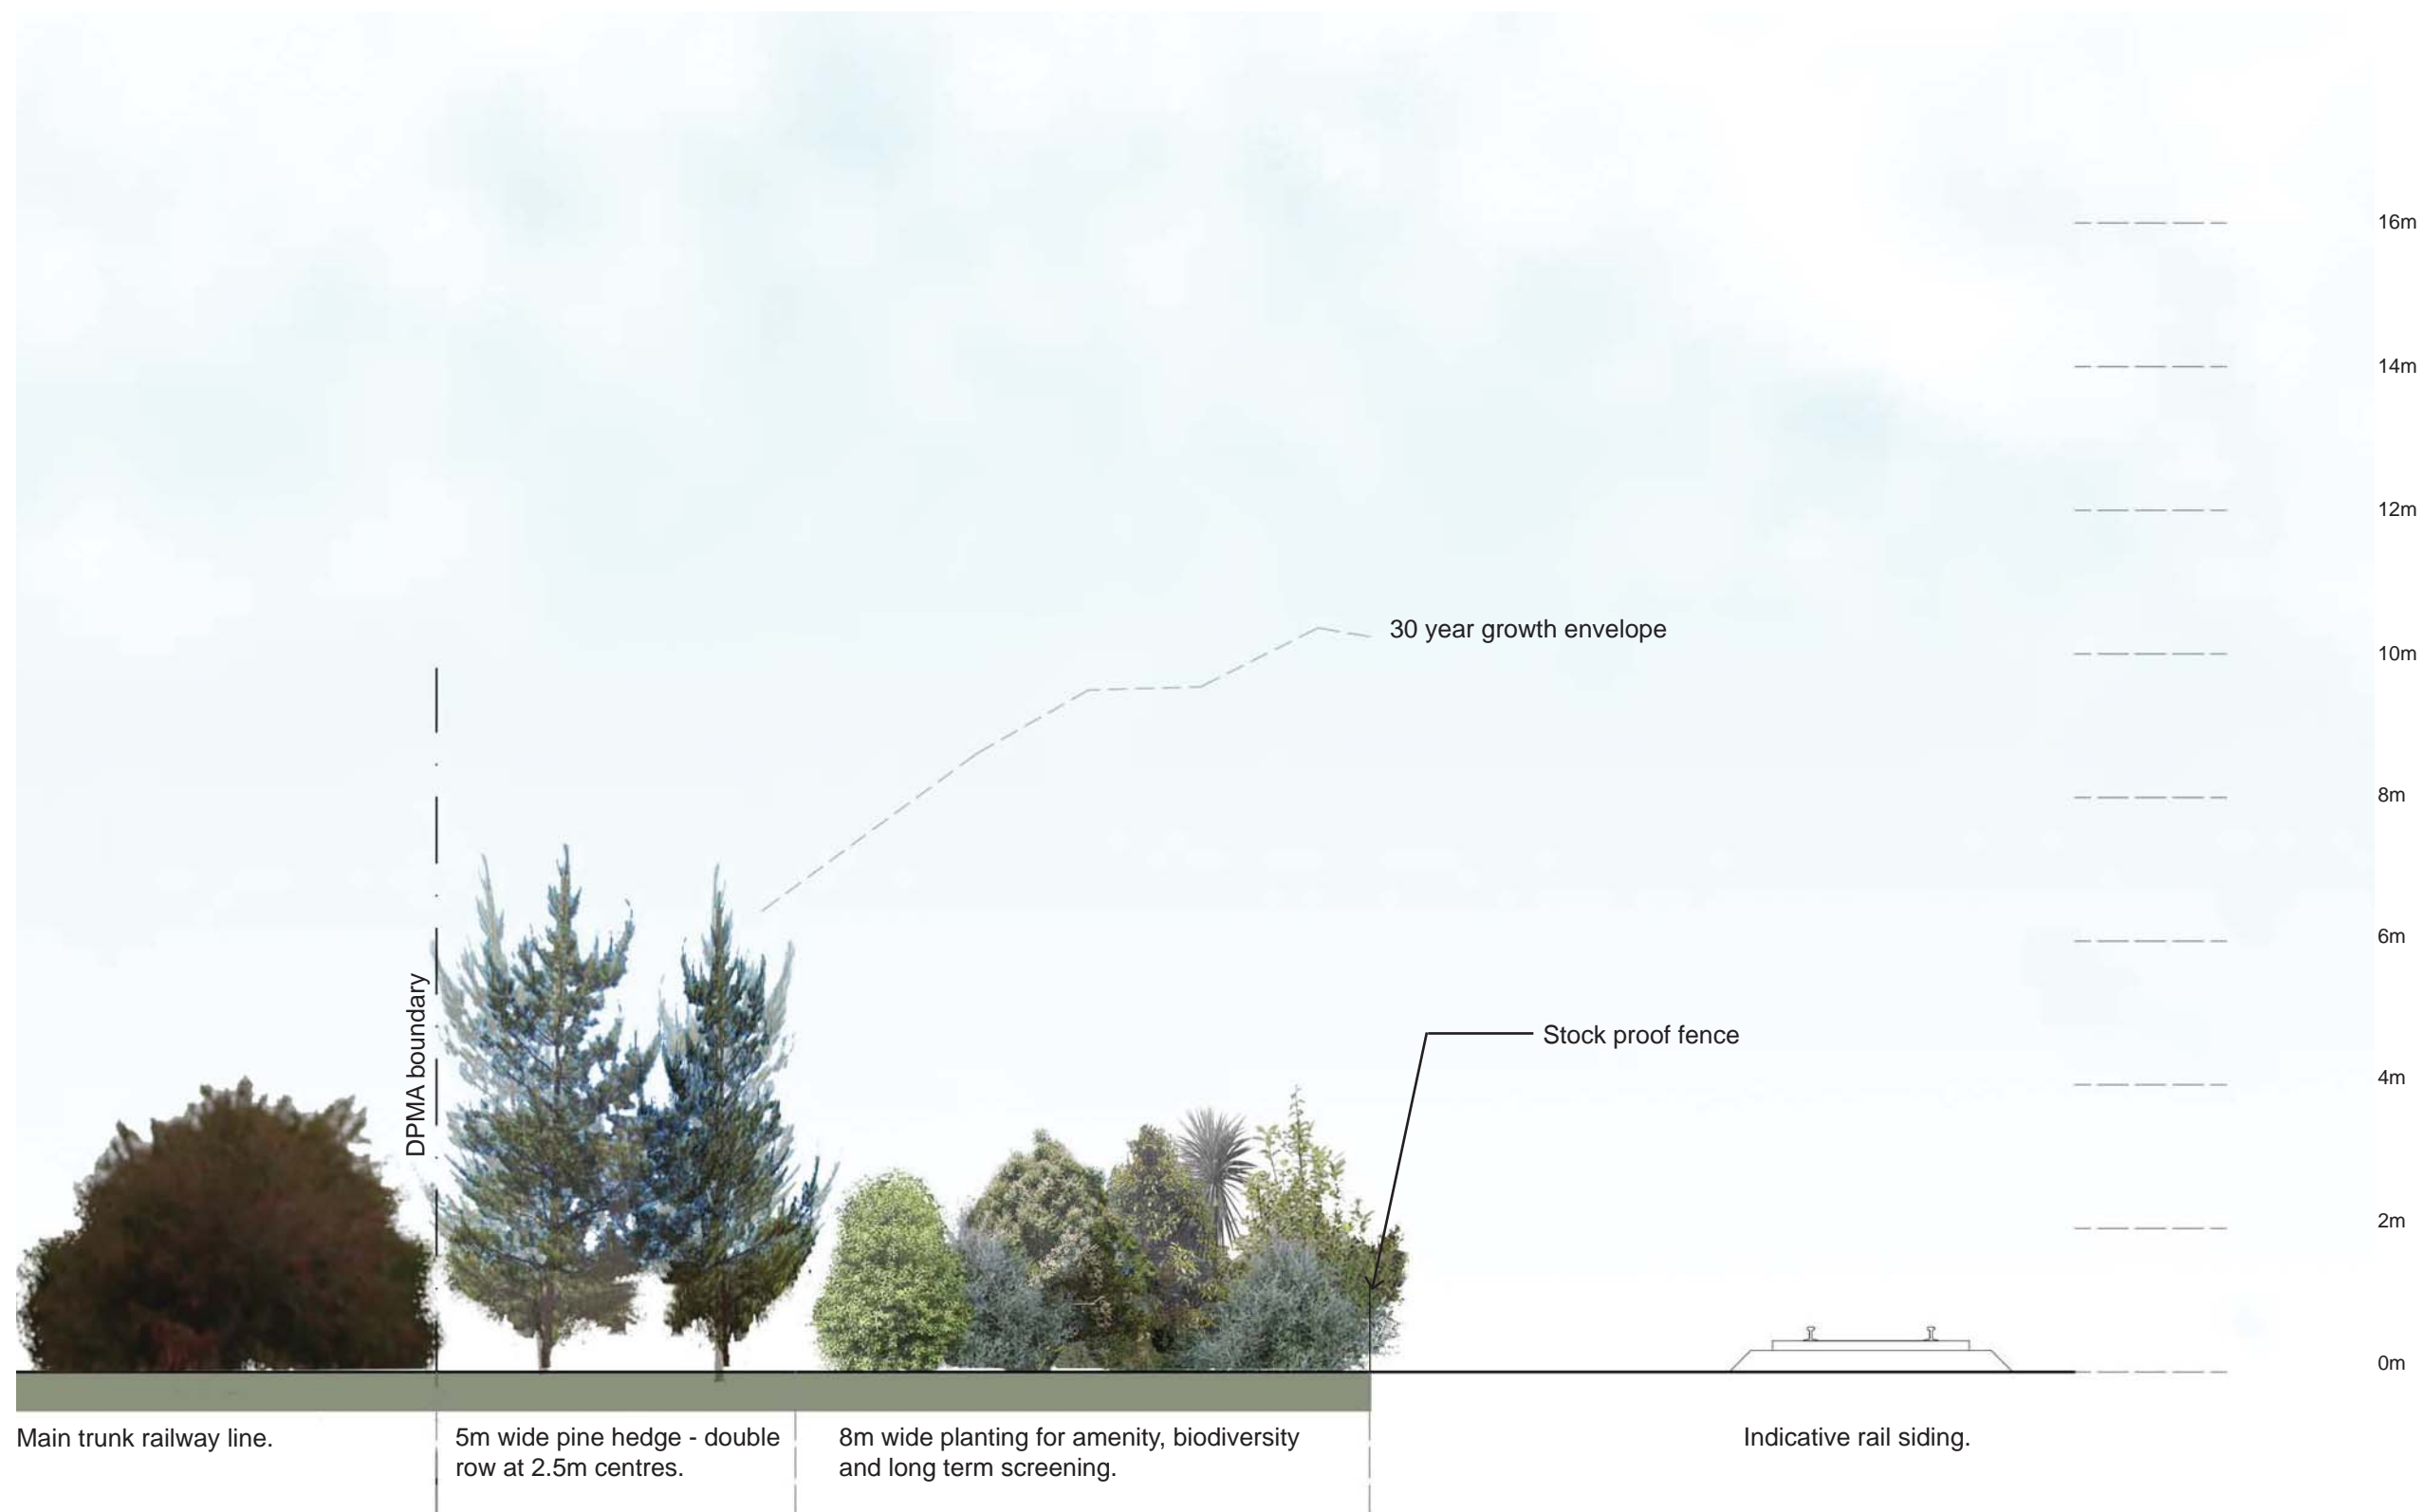 16m
14m
12m
10m
30 year growth envelope
8m
6m
DPMA boundary
Stock proof fence
4m
2m
0m
Main trunk railway line.
5m wide pine hedge - double
row at 2.5m centres.
8m wide planting for amenity, biodiversity
and long term screening.
Indicative rail siding.